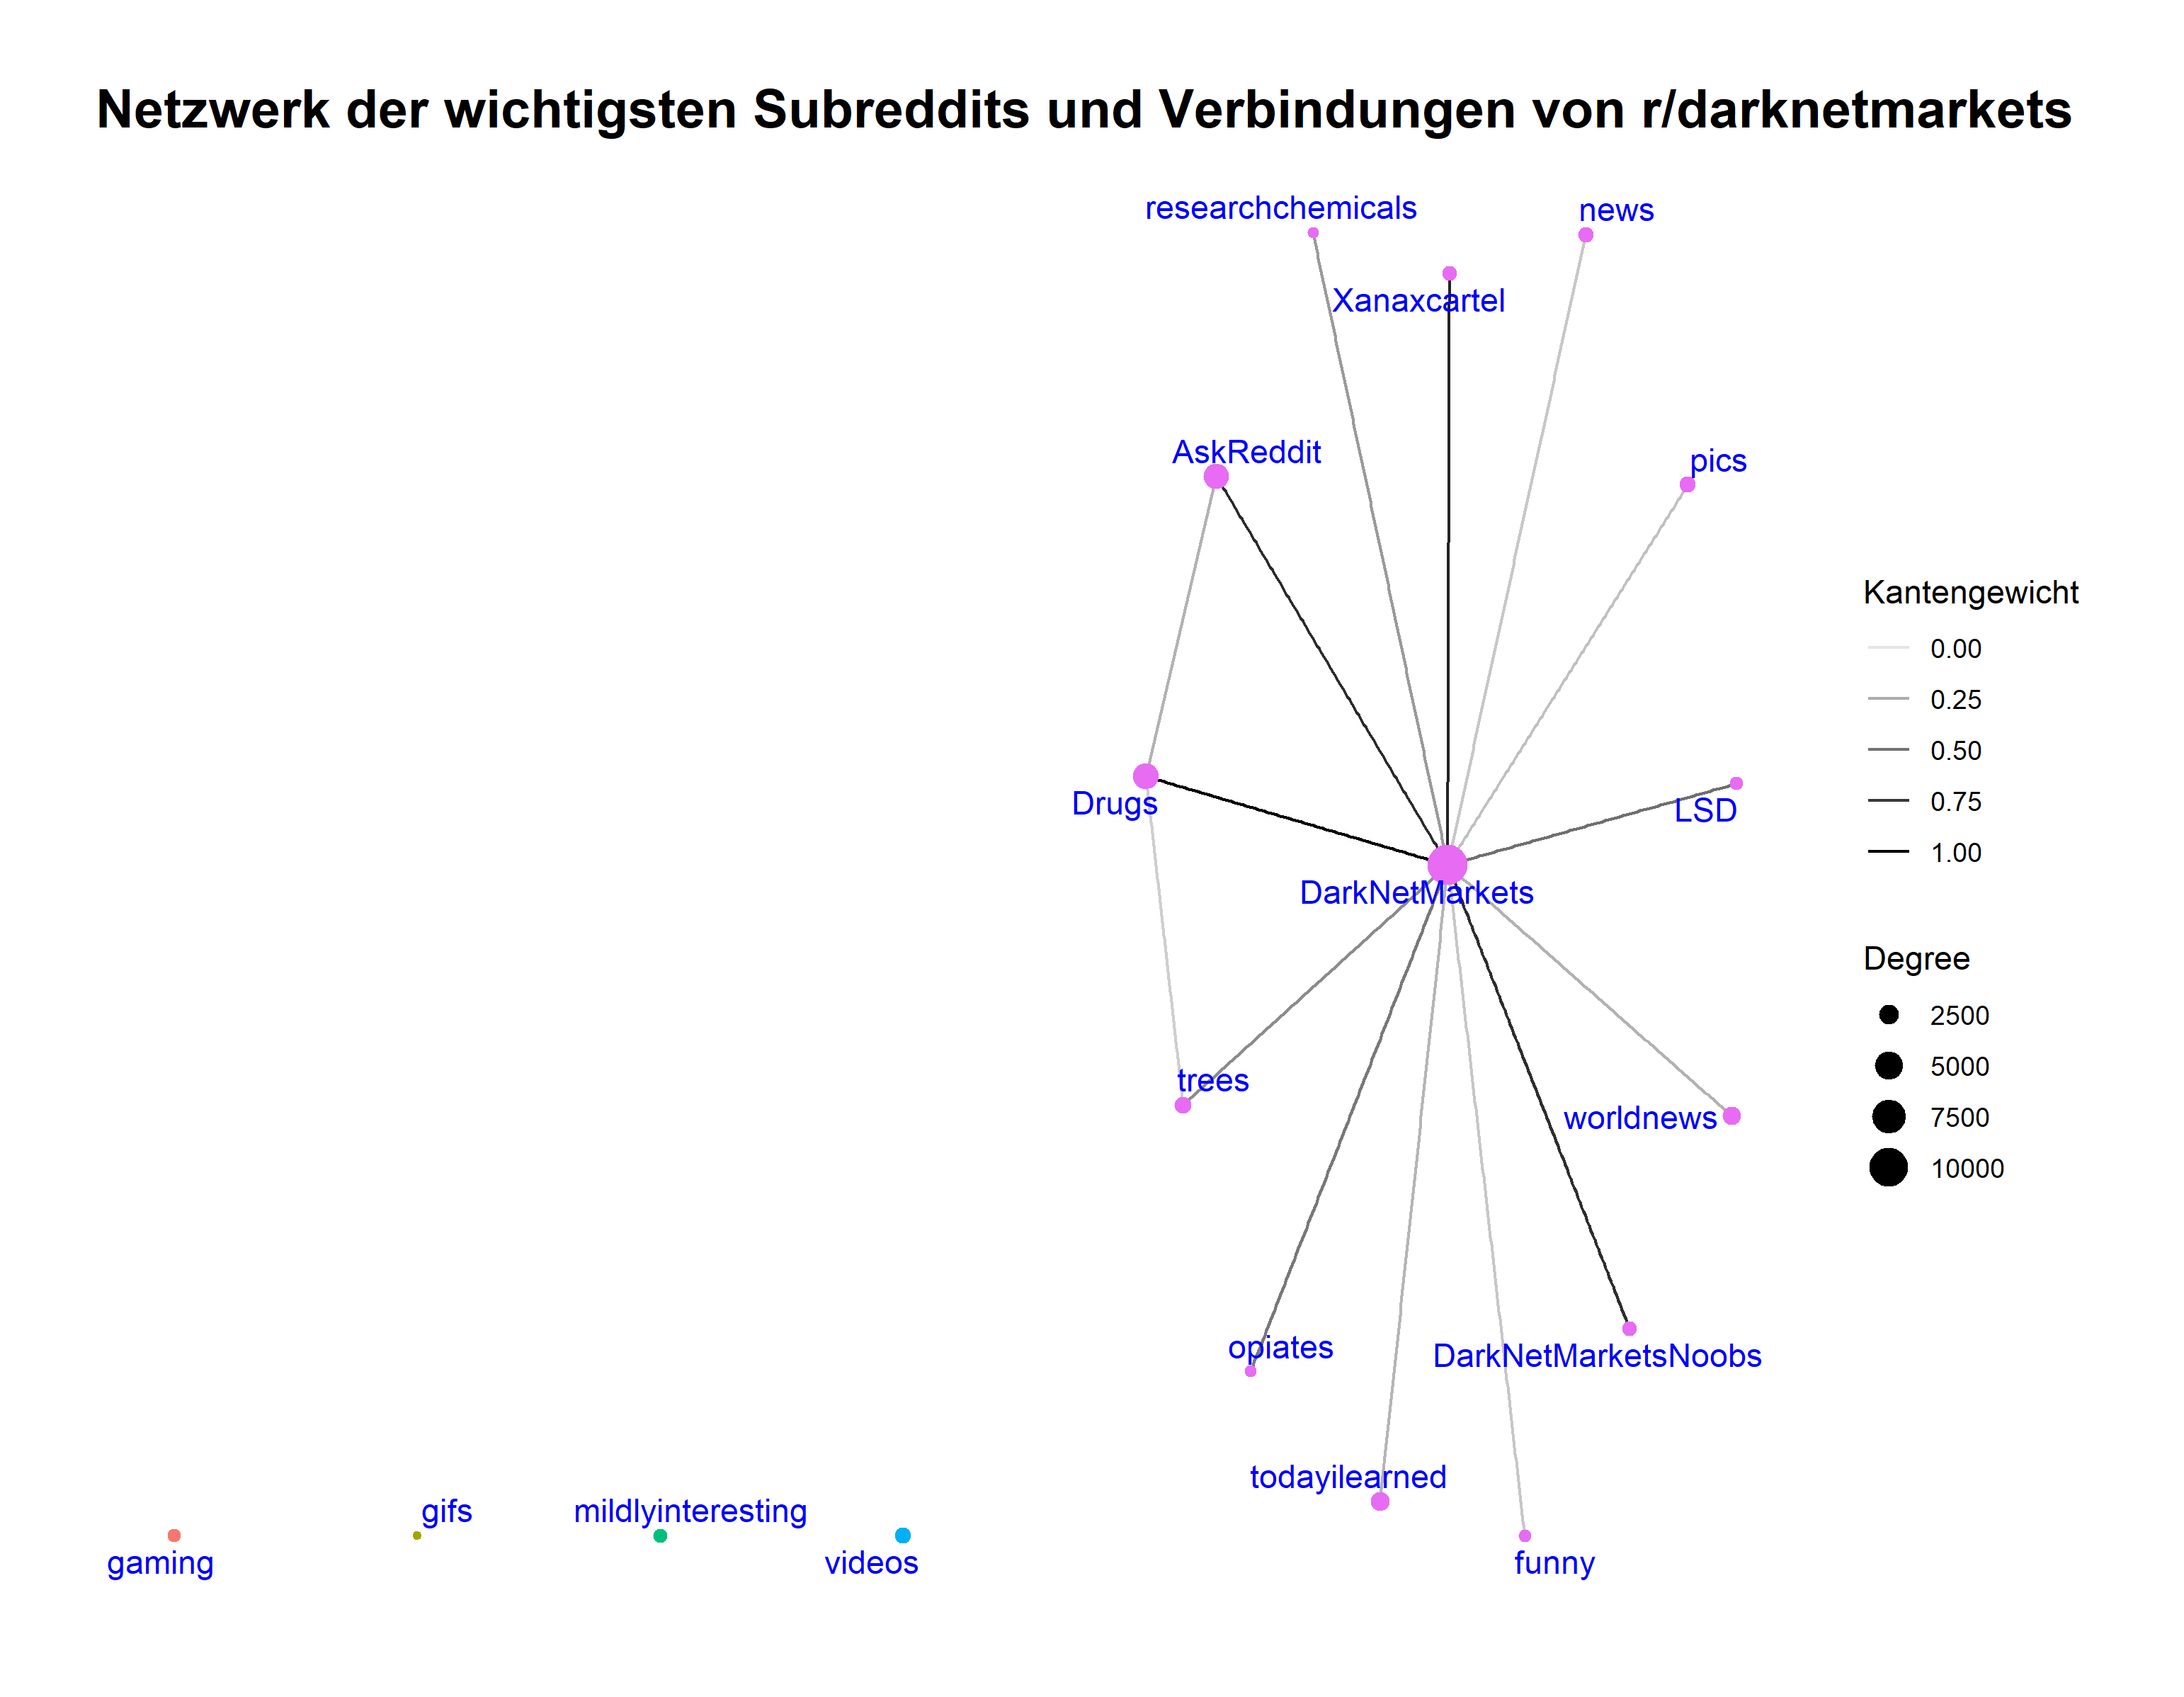 Netzwerk der wichtigsten Subreddits und Verbindungen von r/darknetmarkets
researchchemicals
news
Xanaxcartel
AskReddit
pics
Drugs
LSD
DarkNetMarkets
trees
worldnews
opiates
DarkNetMarketsNoobs
todayilearned
gifs
mildlyinteresting
gaming
videos
funny
Kantengewicht
0.00
0.25
0.50
0.75
1.00
Degree
2500
5000
7500
10000